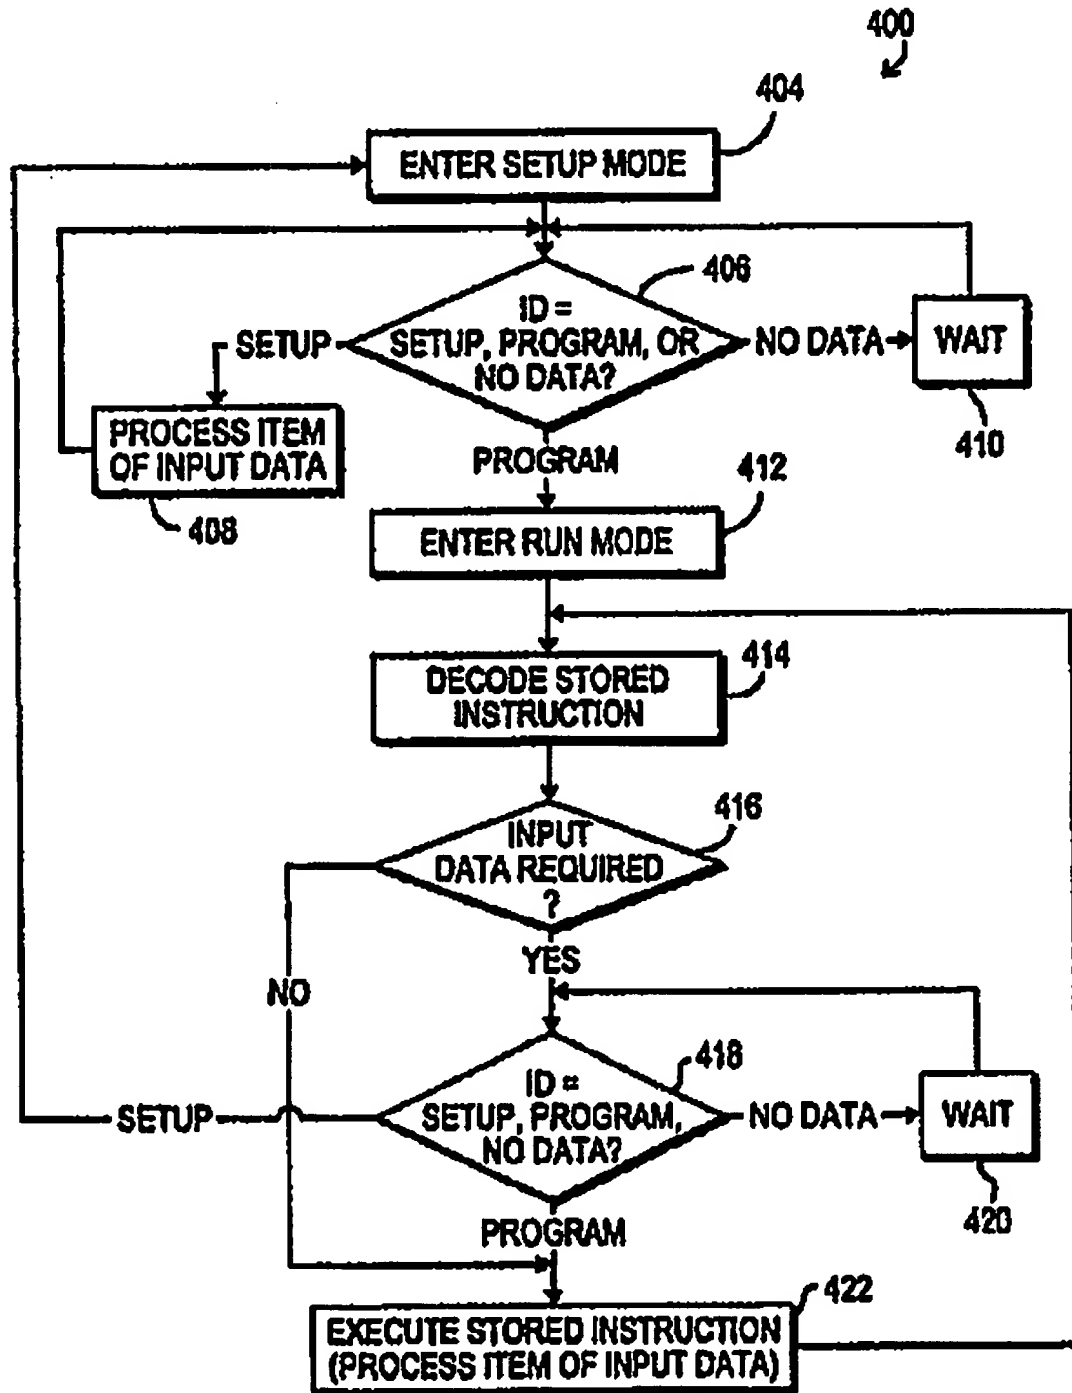 400
404
ENTER SETUP MODE
406
ID =
SETUP, PROGRAM, OR
NO DATA?
SETUP
NO DATA
WAIT
410
PROCESS ITEM
OF INPUT DATA
408
PROGRAM
412
ENTER RUN MODE
414
DECODE STORED
INSTRUCTION
416
INPUT
DATA REQUIRED
?
YES
NO
418
ID =
SETUP, PROGRAM,
NO DATA?
SETUP
NO DATA
WAIT
420
PROGRAM
422
EXECUTE STORED INSTRUCTION
(PROCESS ITEM OF INPUT DATA)